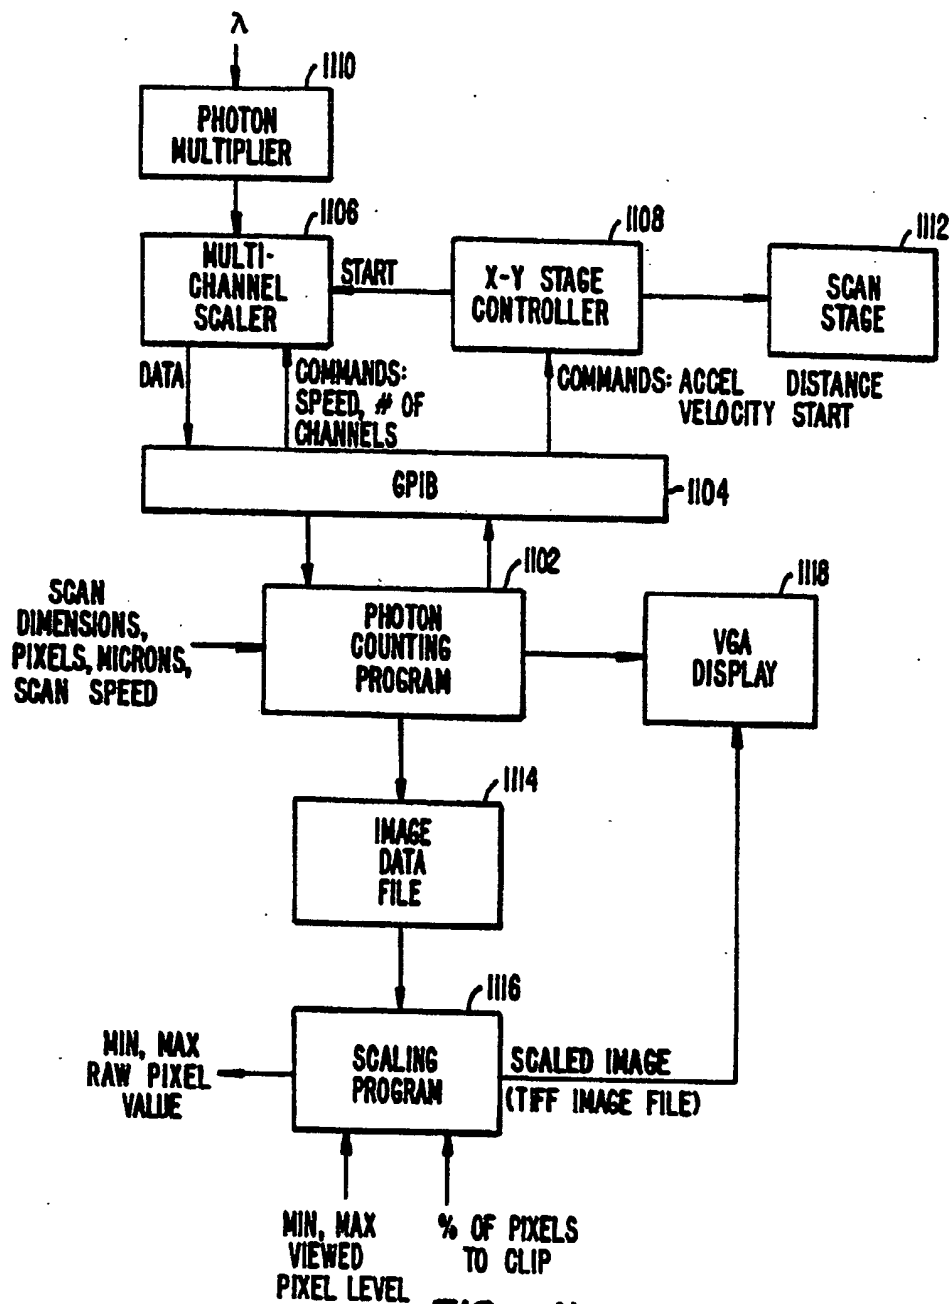 λ
1110
PHOTON
MULTIPLIER
1106
MULTI-
CHANNEL
SCALER
START
1108
X-Y STAGE
CONTROLLER
1112
SCAN
STAGE
DATA
COMMANDS:
SPEED, # OF
CHANNELS
COMMANDS: ACCEL DISTANCE
VELOCITY START
GPIB
1104
1102
SCAN
DIMENSIONS,
PIXELS, MICRONS,
SCAN SPEED
PHOTON
COUNTING
PROGRAM
1118
VGA
DISPLAY
1114
IMAGE
DATA
FILE
1116
MIN, MAX
RAW PIXEL
VALUE
SCALING
PROGRAM
SCALED IMAGE
(TIFF IMAGE FILE)
MIN, MAX
VIEWED
PIXEL LEVEL
% OF PIXELS
TO CLIP